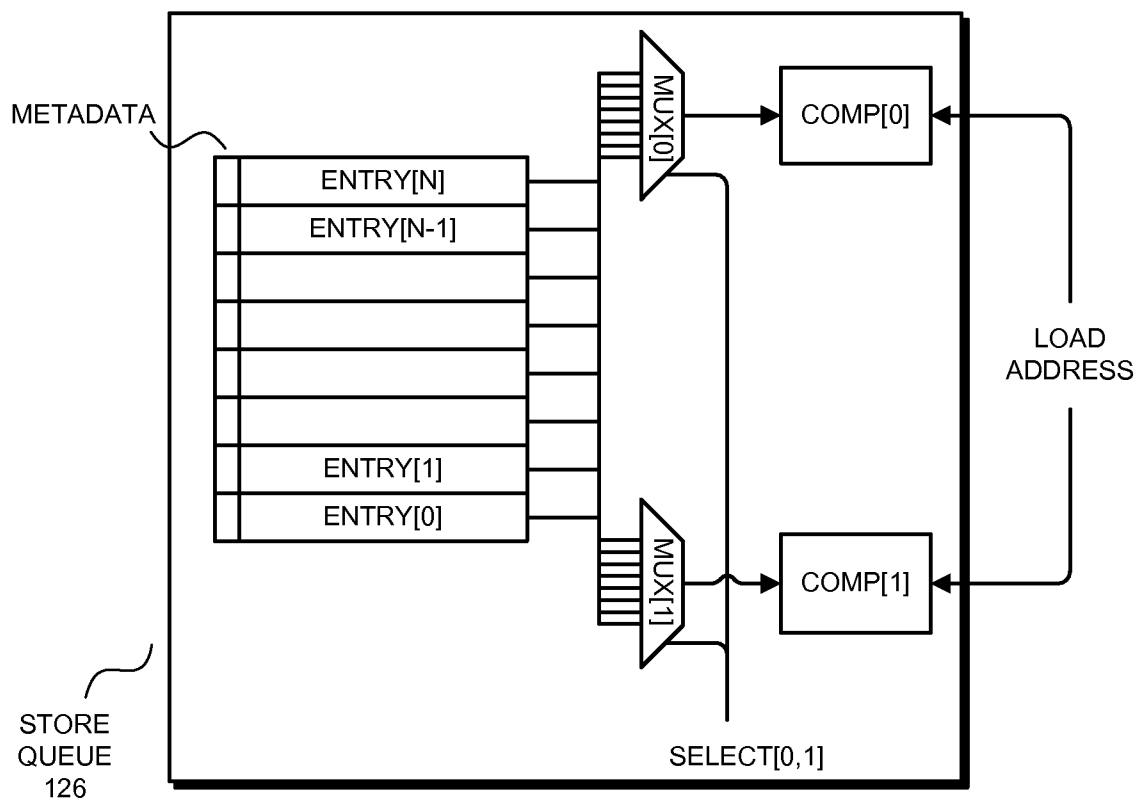 METADATA
ENTRY[N]
ENTRY[N-1]
ENTRY[1]
ENTRY[0]
MUX[0]
COMP[0]
LOAD
ADDRESS
MUX[1]
COMP[1]
SELECT[0,1]
STORE
QUEUE
126